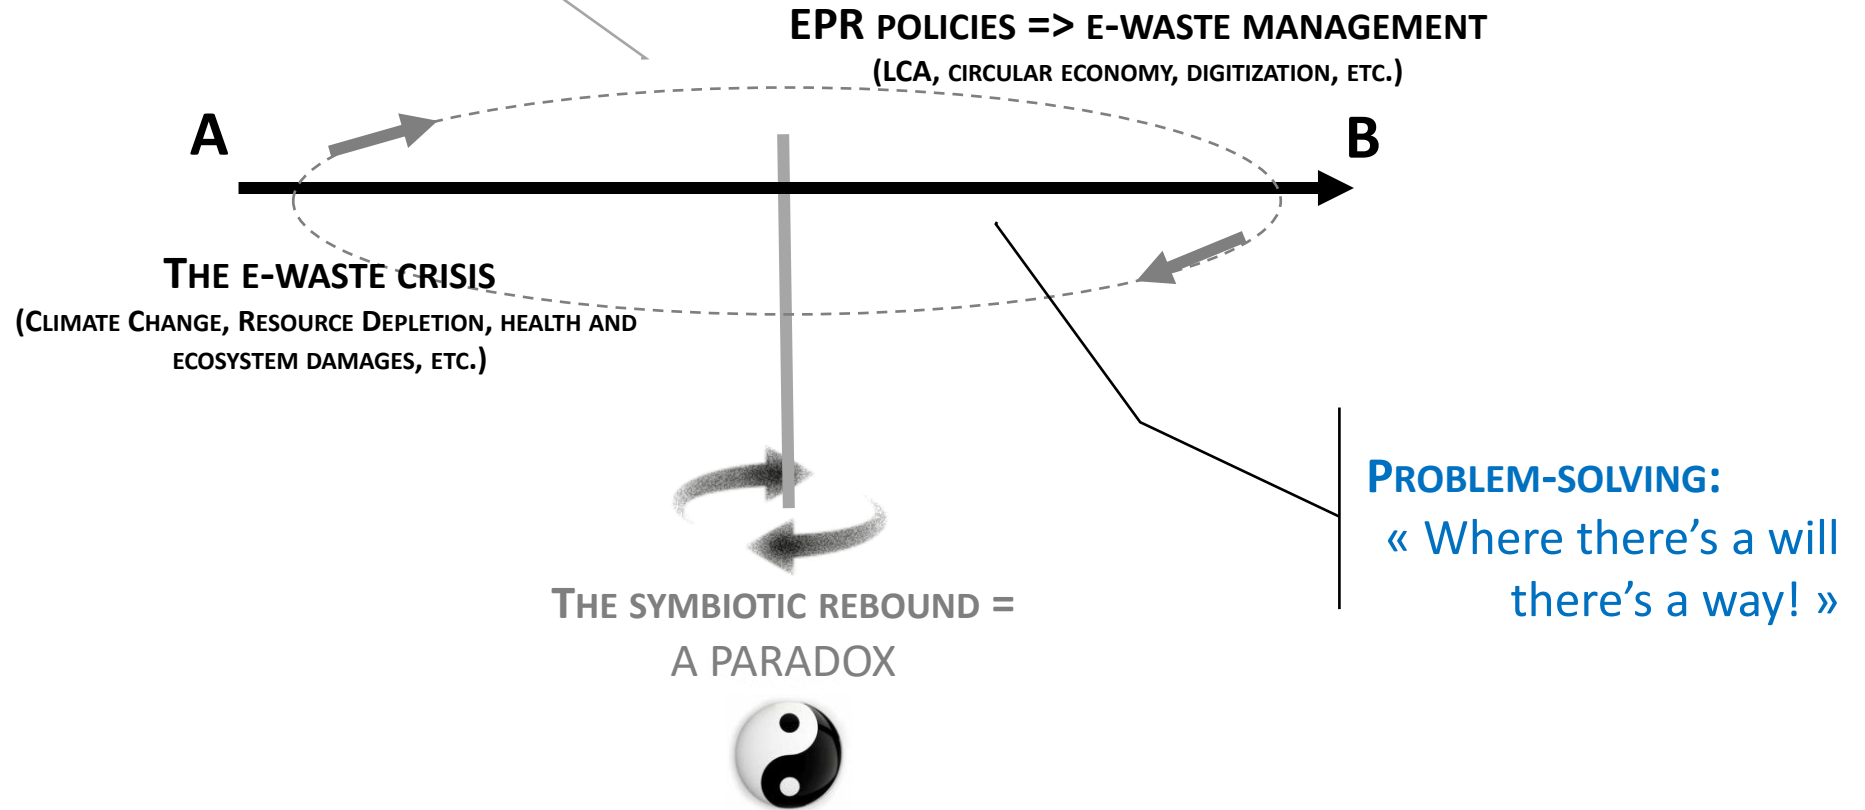 EPR POLICIES => E-WASTE MANAGEMENT
(LCA, CIRCULAR ECONOMY, DIGITIZATION, ETC.)
A
B
THE E-WASTE CRISIS
(CLIMATE CHANGE, RESOURCE DEPLETION, HEALTH AND
ECOSYSTEM DAMAGES, ETC.)
PROBLEM-SOLVING:
« Where there’s a will
there’s a way! »
THE SYMBIOTIC REBOUND =
A PARADOX